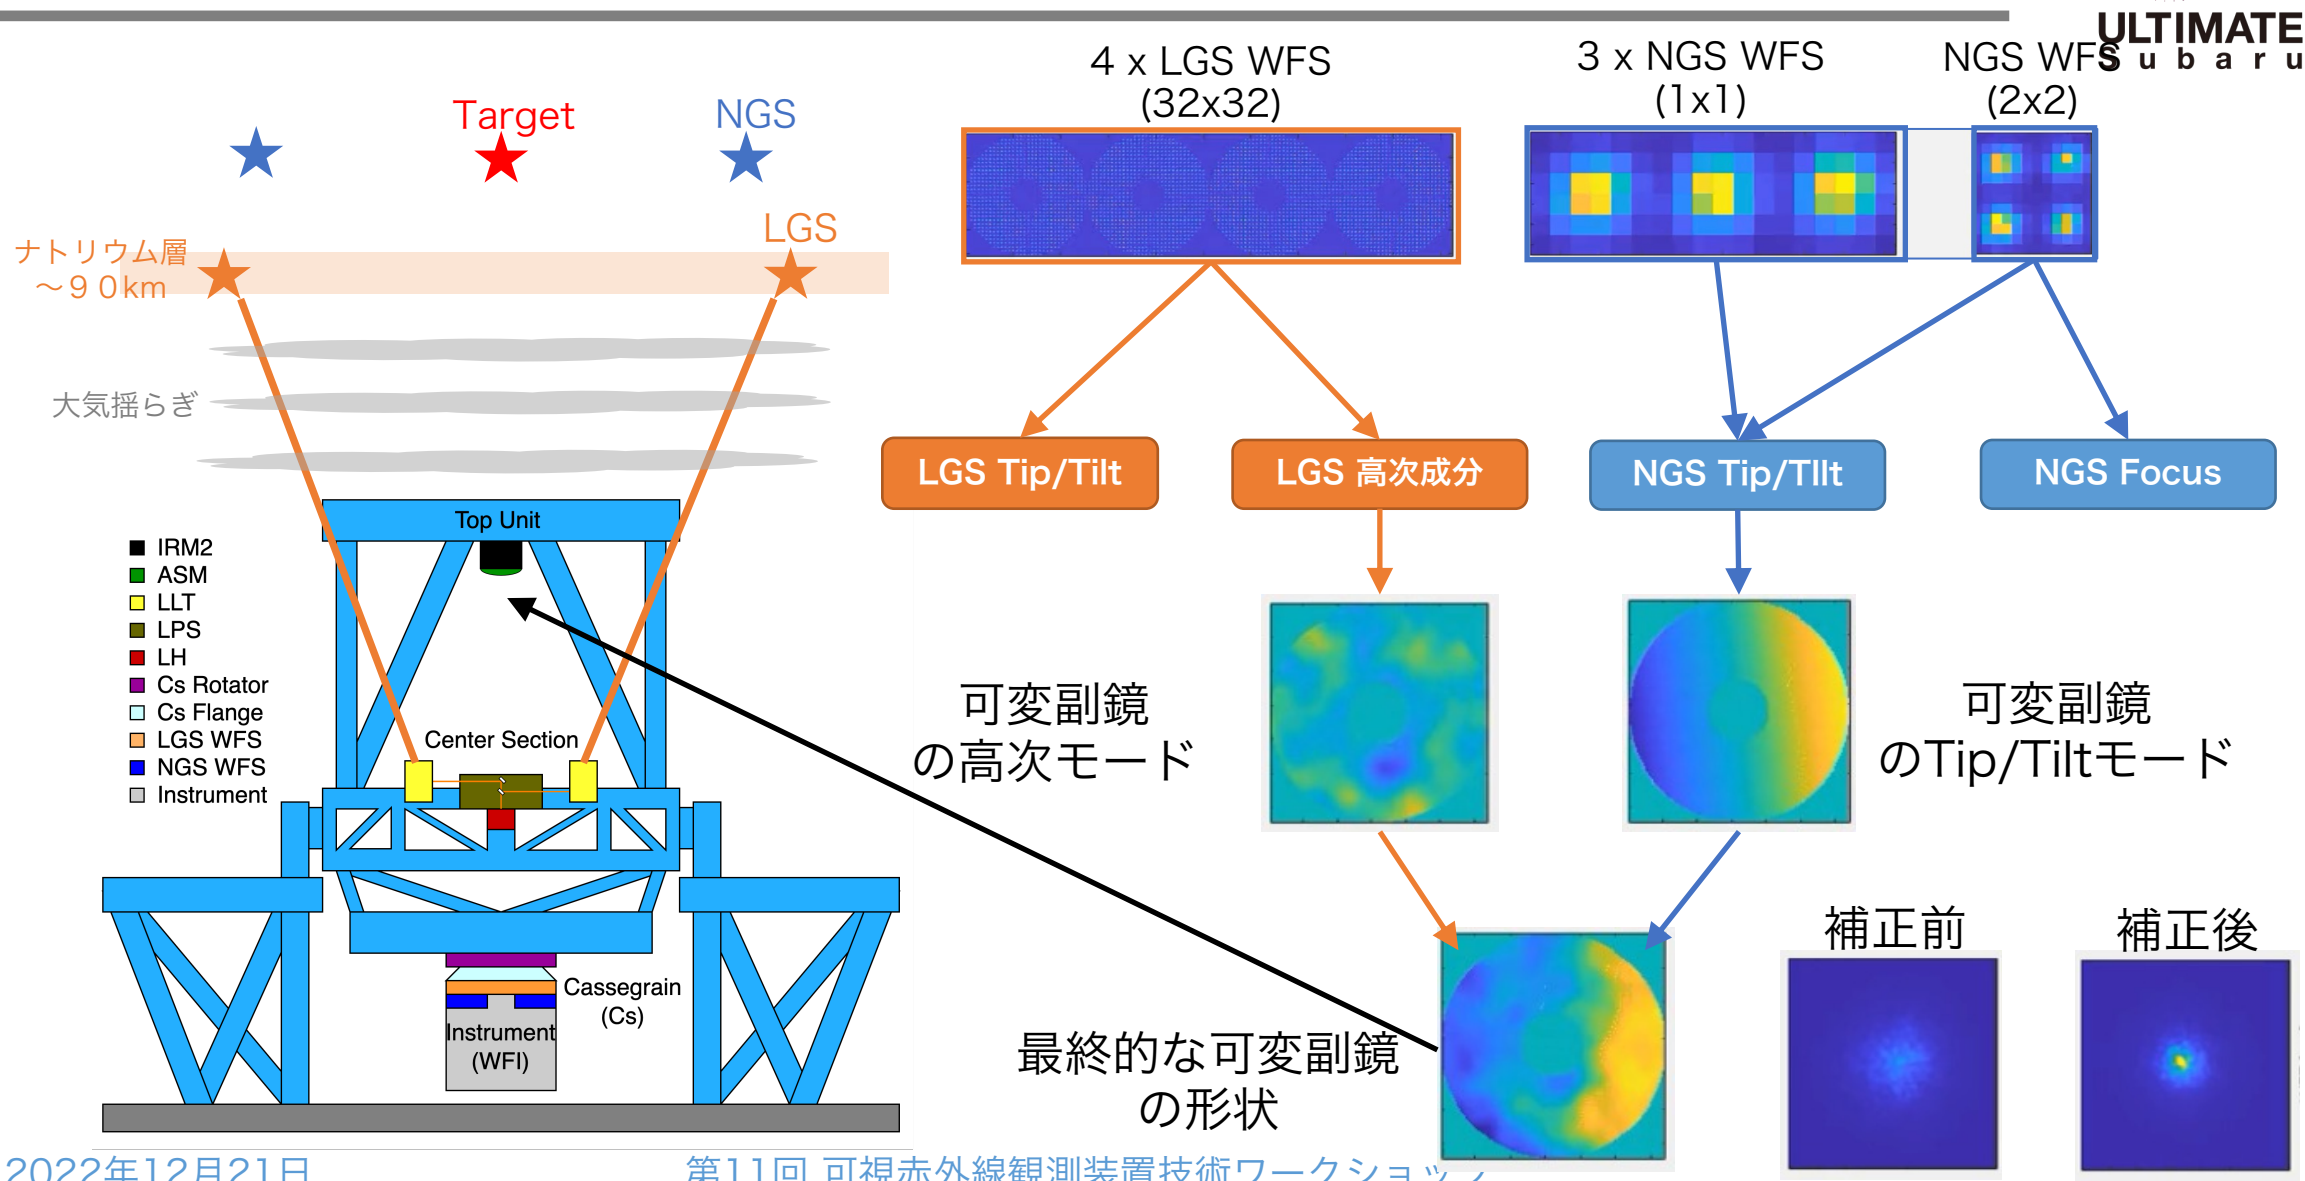 ULTIMATE
Subaru
4 x LGS WFS
(32x32)
3 x NGS WFS
(1x1)
NGS WFS
(2x2)
Target
NGS
LGS
ナトリウム層
～９０km
大気揺らぎ
LGS Tip/Tilt
LGS 高次成分
NGS Tip/TIlt
NGS Focus
Top Unit
IRM2
ASM
LLT
LPS
LH
Cs Rotator
Cs Flange
LGS WFS
NGS WFS
Instrument
Center Section
Cassegrain
(Cs)
Instrument
(WFI)
可変副鏡
の高次モード
可変副鏡
のTip/Tiltモード
最終的な可変副鏡
の形状
補正前
補正後
2022年12月21日
第11回 可視赤外線観測装置技術ワークショップ